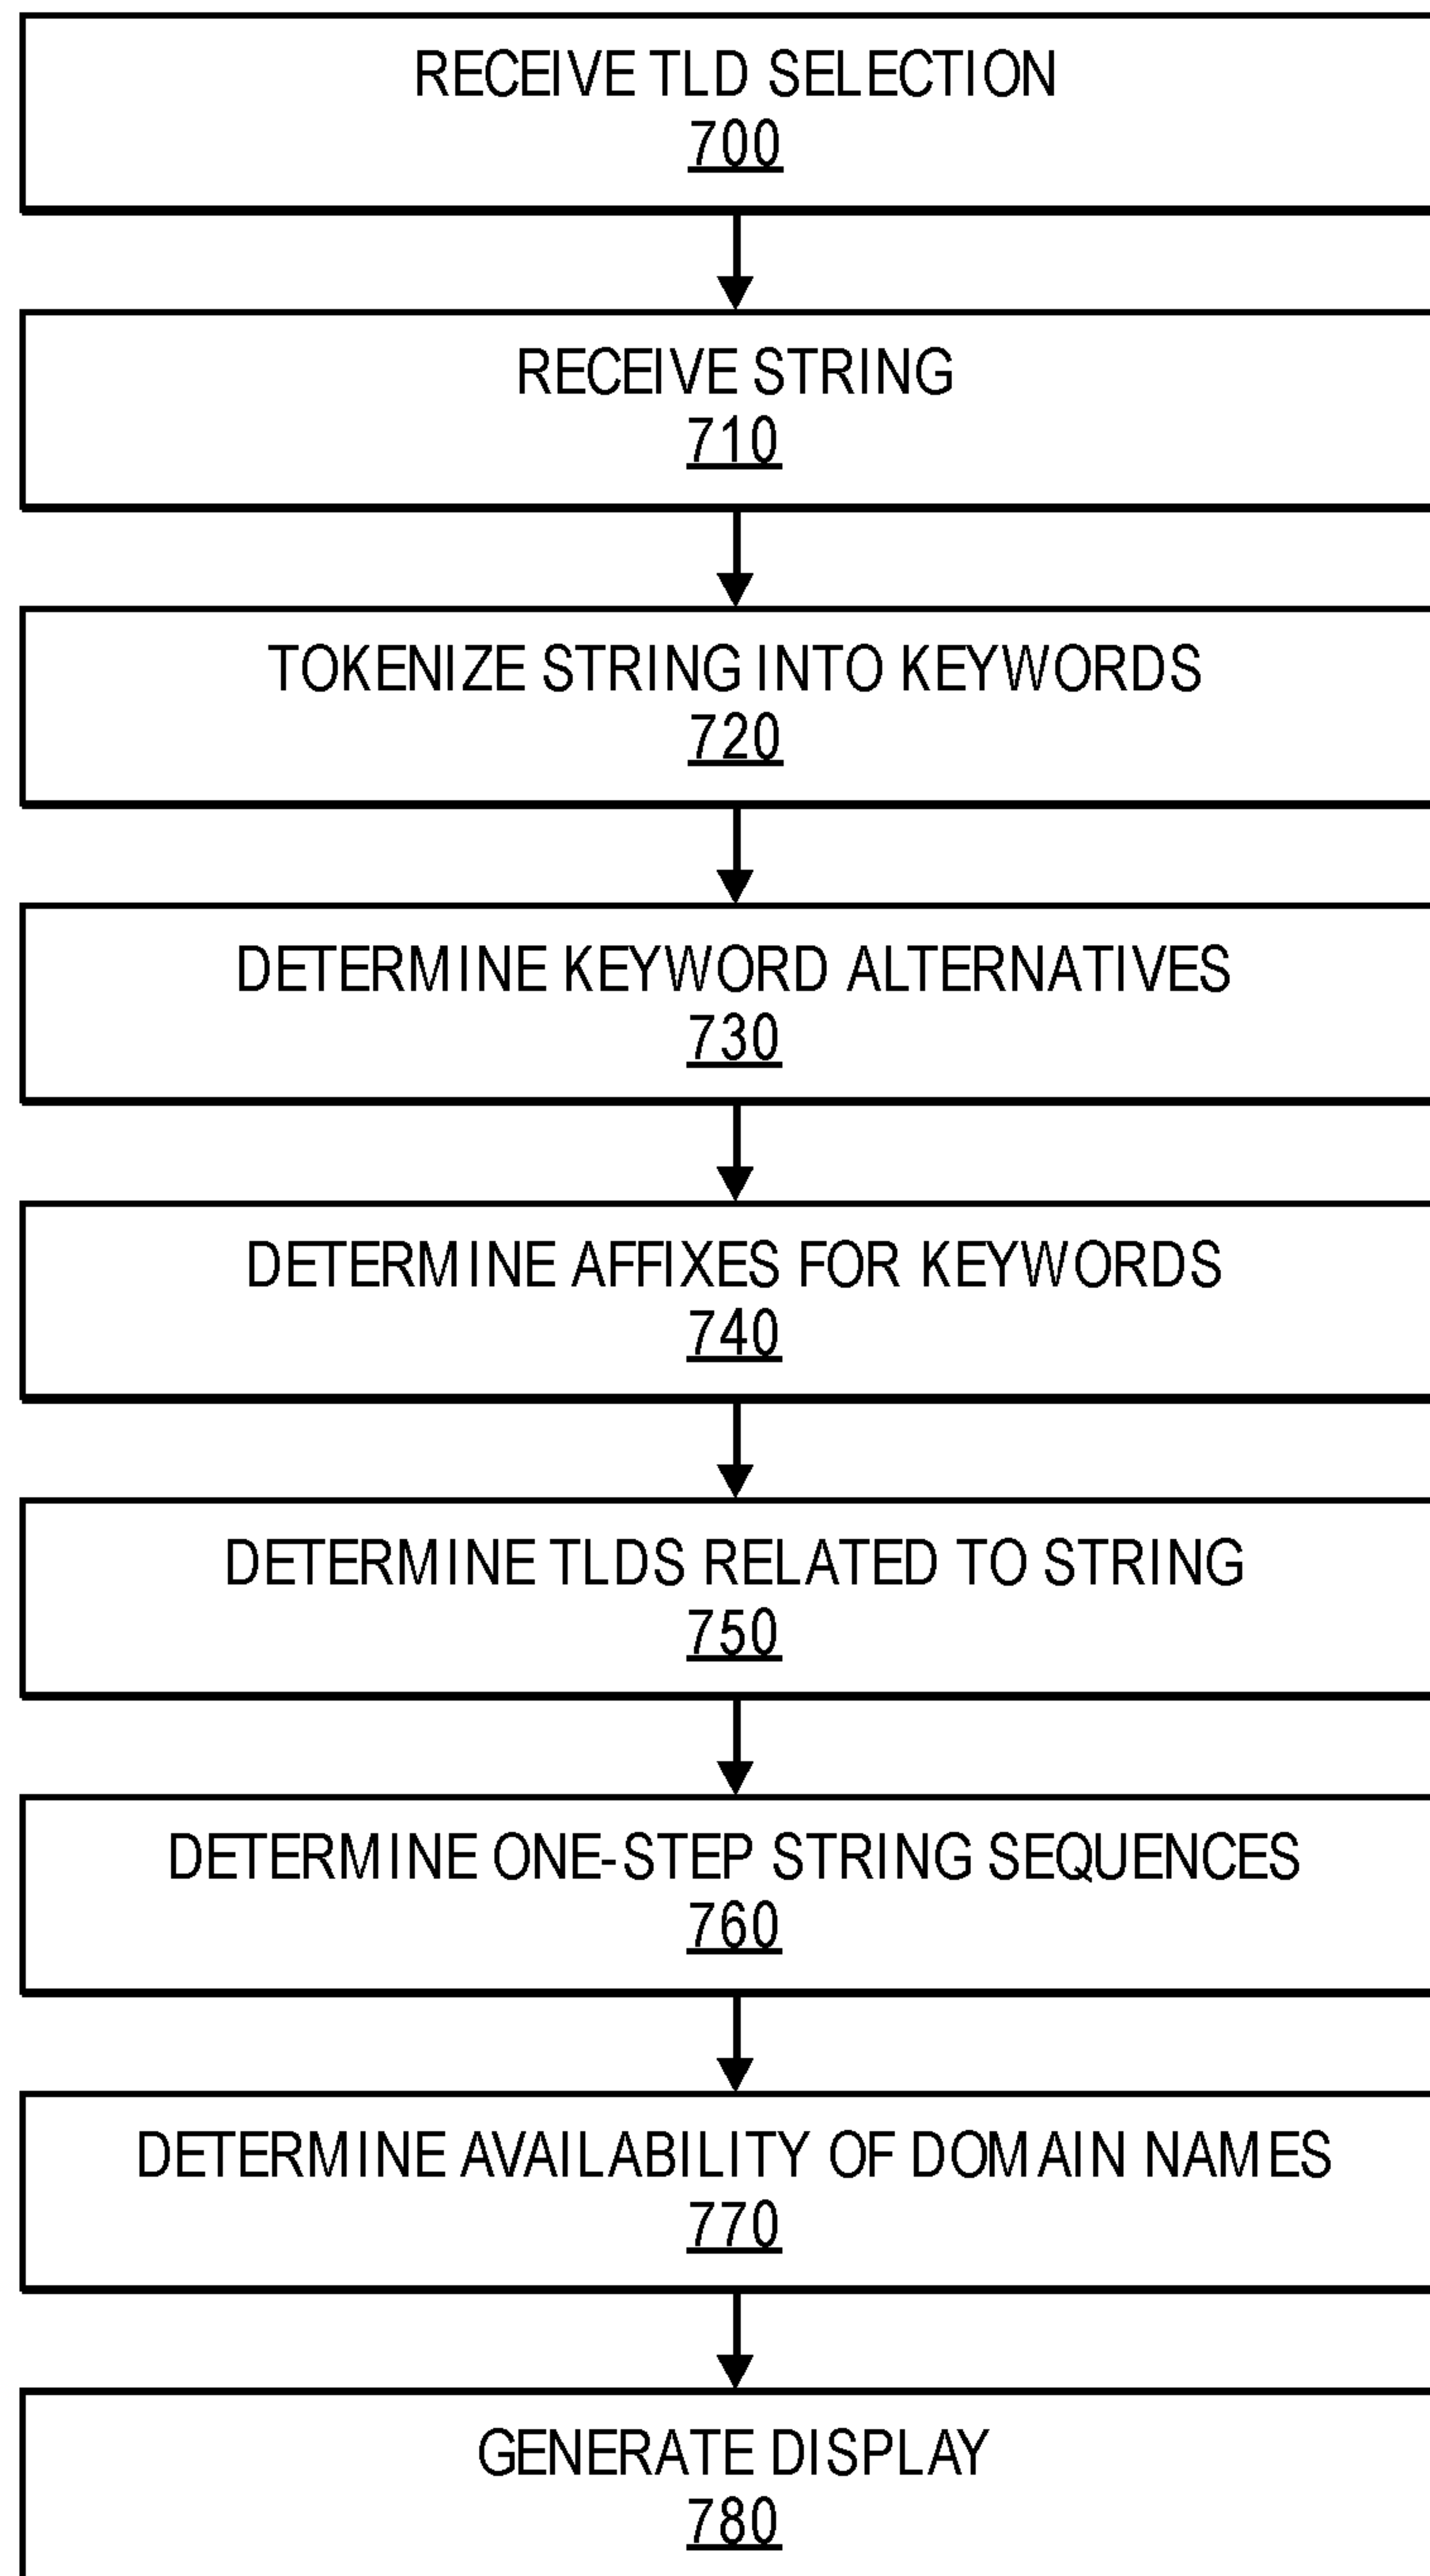 RECEIVE TLD SELECTION
700
RECEIVE STRING
710
TOKENIZE STRING INTO KEYWORDS
720
DETERMINE KEYWORD ALTERNATIVES
730
DETERMINE AFFIXES FOR KEYWORDS
740
DETERMINE TLDS RELATED TO STRING
750
DETERMINE ONE-STEP STRING SEQUENCES
760
DETERMINE AVAILABILITY OF DOMAIN NAMES
770
GENERATE DISPLAY
780